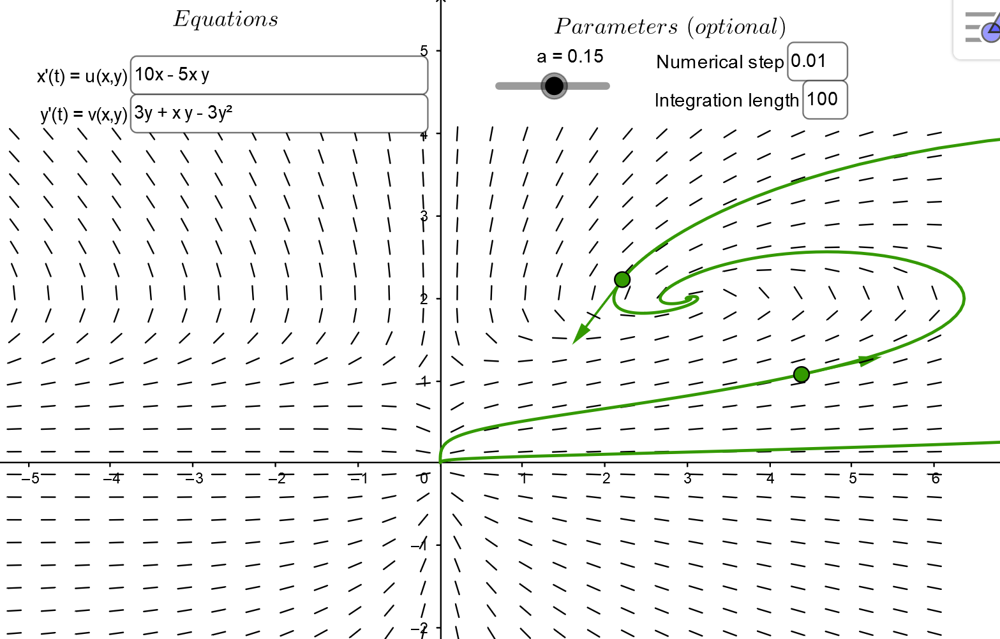 Equations
Parameters (optional)
a = 0.15
Numerical step 0.01
x'(t) = u(x,y) 10x - 5x y
Integration length 100
y'(t) = v(x,y) 3y + x y - 3y²
5
4
3
2
1
–5 –4 –3 –2 –1 0 1 2 3 4 5 6
–1
–2